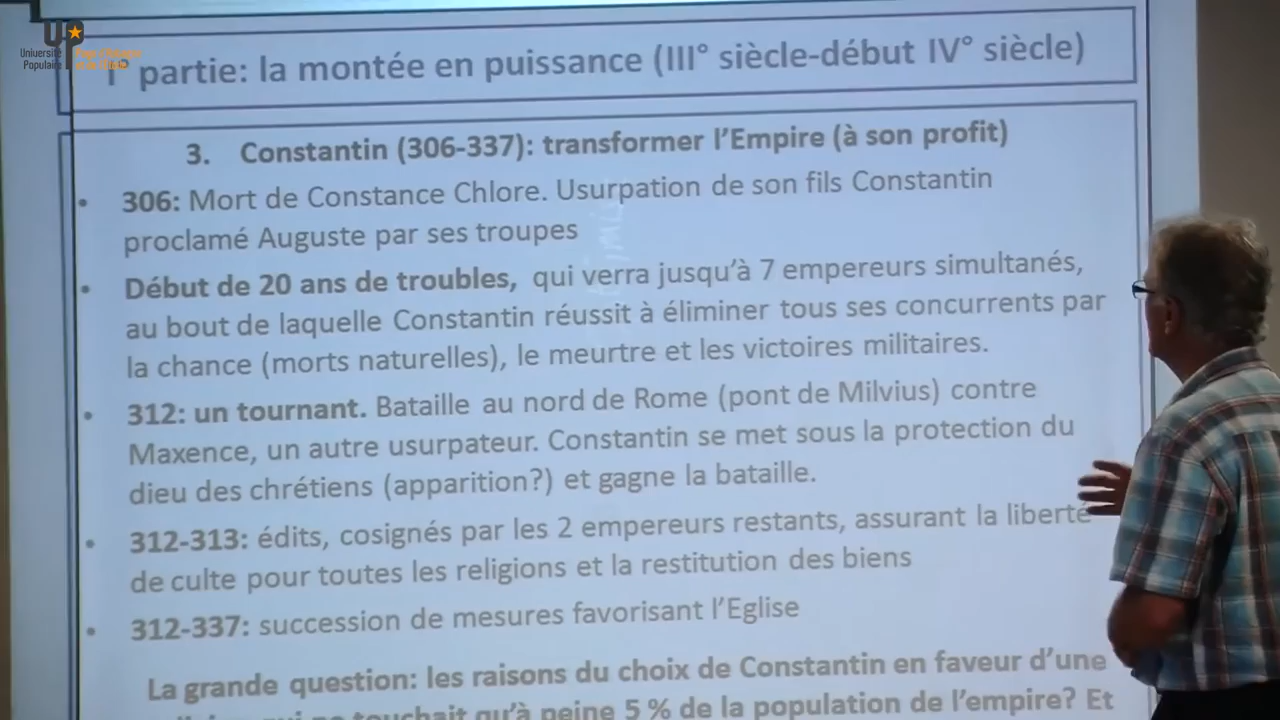 UP
Université
Populaire
I° partie: la montée en puissance (III° siècle-début IV° siècle)
3. Constantin (306-337): transformer l'Empire (à son profit)
• 306: Mort de Constance Chlore. Usurpation de son fils Constantin
proclamé Auguste par ses troupes
• Début de 20 ans de troubles, qui verra jusqu'à 7 empereurs simultanés,
au bout de laquelle Constantin réussit à éliminer tous ses concurrents par
la chance (morts naturelles), le meurtre et les victoires militaires.
• 312: un tournant. Bataille au nord de Rome (pont de Milvius) contre
Maxence, un autre usurpateur. Constantin se met sous la protection du
dieu des chrétiens (apparition?) et gagne la bataille.
• 312-313: édits, cosignés par les 2 empereurs restants, assurant la liberté
de culte pour toutes les religions et la restitution des biens
• 312-337: succession de mesures favorisant l'Eglise
La grande question: les raisons du choix de Constantin en faveur d'une
touchait qu'à peine 5 % de la population de l'empire? Et